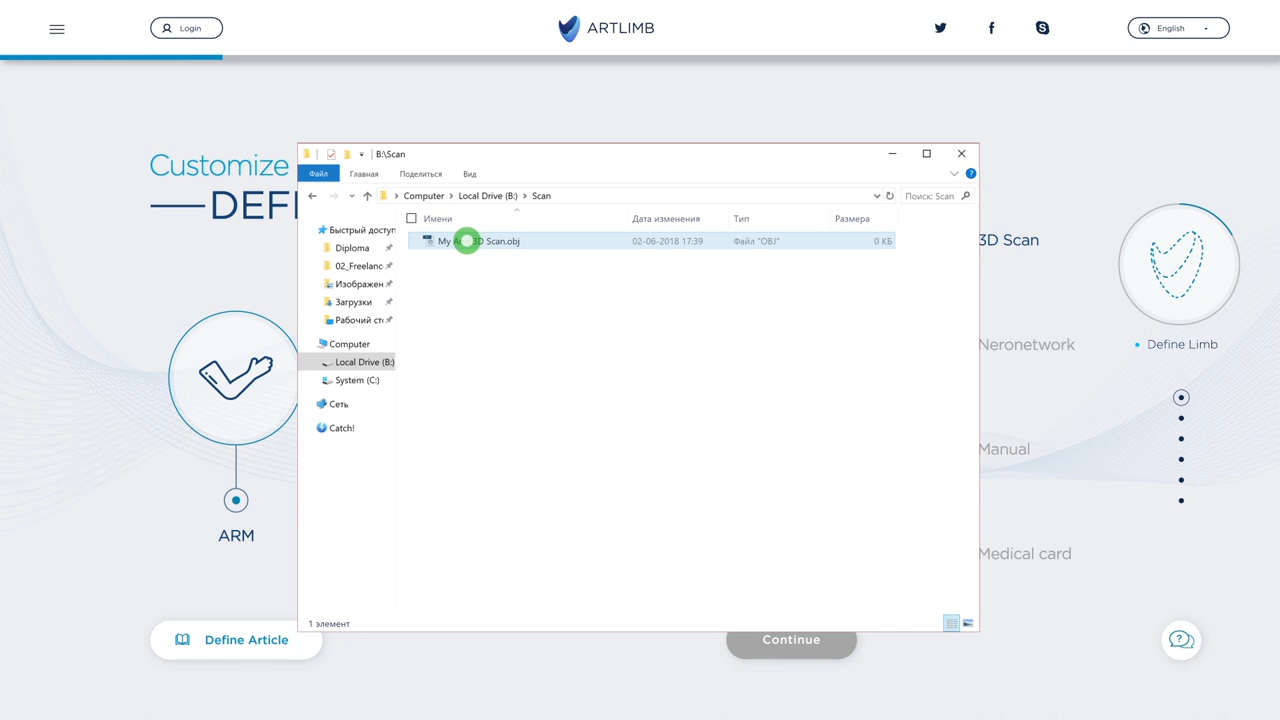 Login
ARTLIMB
English
Customize
DEFI
B:\Scan
Файл Главная Поделиться Вид
Computer > Local Drive (B:) > Scan
Поиск: Scan
Имени Дата изменения Тип Размера
My A 3D Scan.obj 02-06-2018 17:39 Файл "OBJ" 0 КБ
Быстрый доступ
Diploma
02_Freelanc
Изображен
Загрузки
Рабочий сто
Computer
Local Drive (B:)
System (C:)
Сеть
Catch!
1 элемент
ARM
3D Scan
Neronetwork
Manual
Medical card
Define Limb
Define Article
Continue